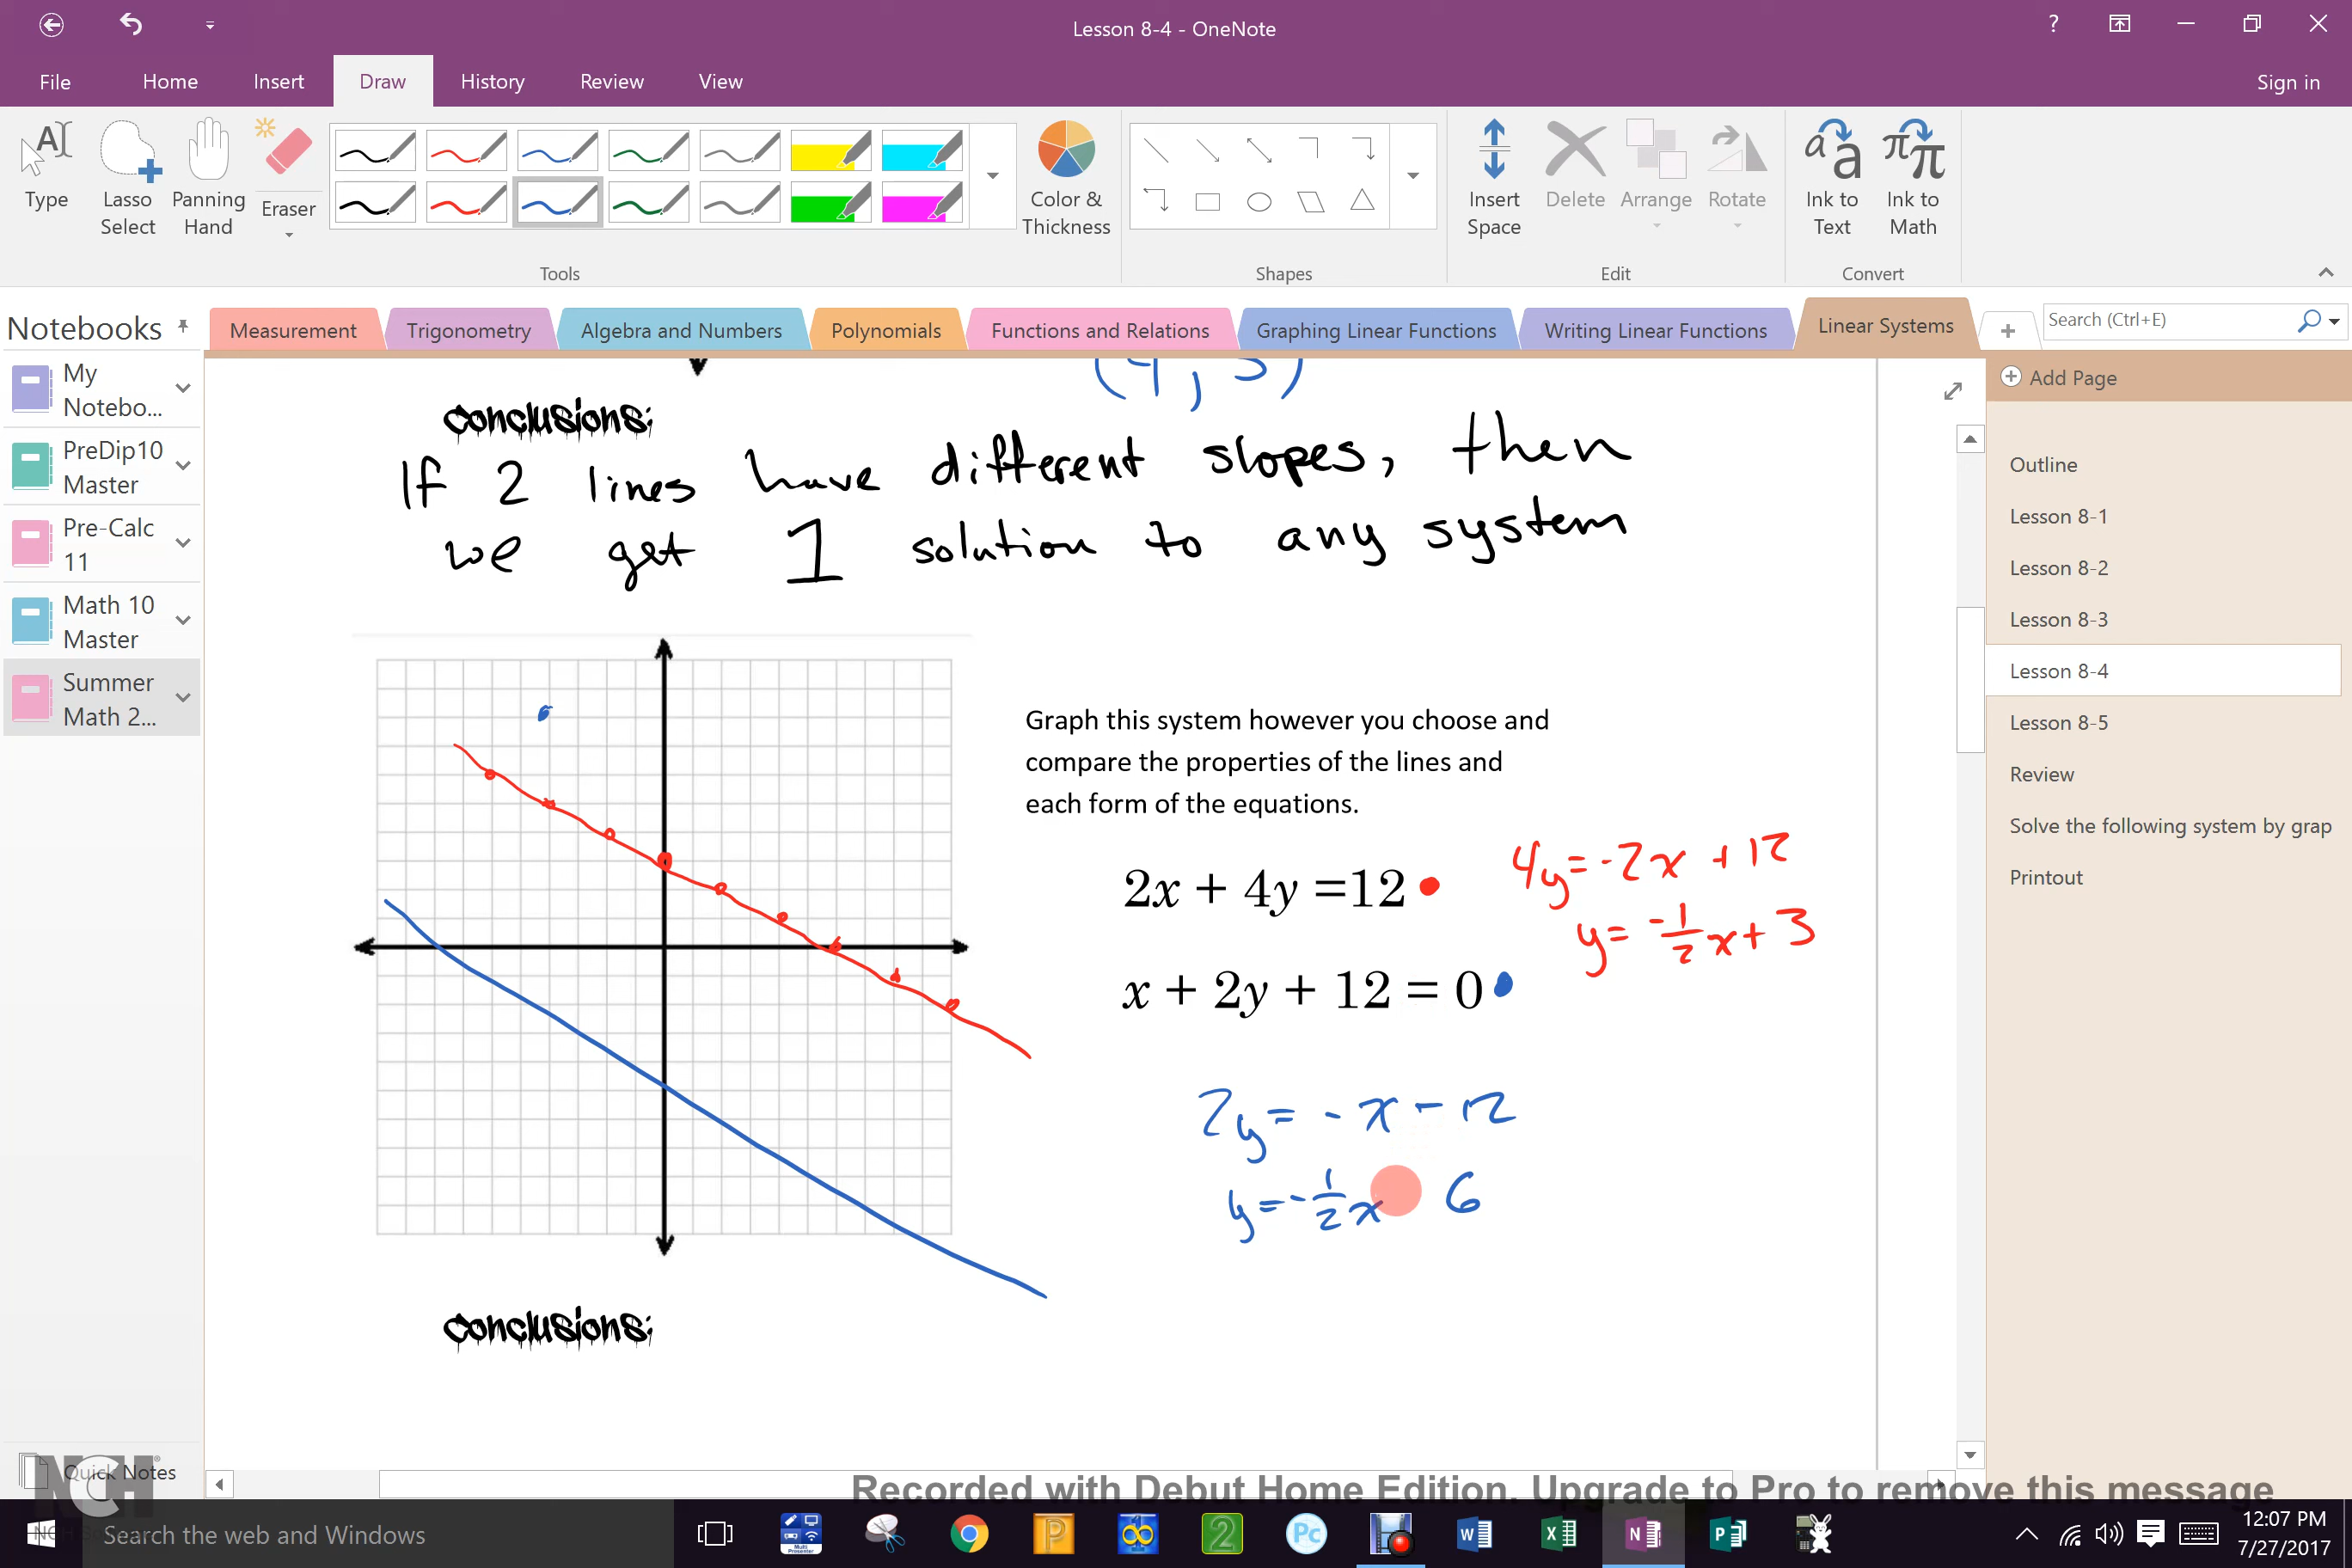 Lesson 8-4 - OneNote
?
File Home Insert Draw History Review View Sign in
Type
Lasso Select
Panning Hand
Eraser
Color & Thickness
Insert Space
Delete
Arrange
Rotate
Ink to Text
Ink to Math
Tools Shapes Edit Convert
Notebooks
Measurement Trigonometry Algebra and Numbers Polynomials Functions and Relations Graphing Linear Functions Writing Linear Functions Linear Systems +
Search (Ctrl+E)
My Notebo...
PreDip10 Master
Pre-Calc 11
Math 10 Master
Summer Math 2...
Quick Notes
conclusions:
If 2 lines have different slopes, then
we get 1 solution to any system
Graph this system however you choose and
compare the properties of the lines and
each form of the equations.
2x + 4y =12
4y = -2x + 12
y = -1/2 x + 3
x + 2y + 12 = 0
2y = -x - 12
y = -1/2 x 6
conclusions:
Add Page
Outline
Lesson 8-1
Lesson 8-2
Lesson 8-3
Lesson 8-4
Lesson 8-5
Review
Solve the following system by grap
Printout
NCH
Recorded with Debut Home Edition. Upgrade to Pro to remove this message
Search the web and Windows
12:07 PM
7/27/2017